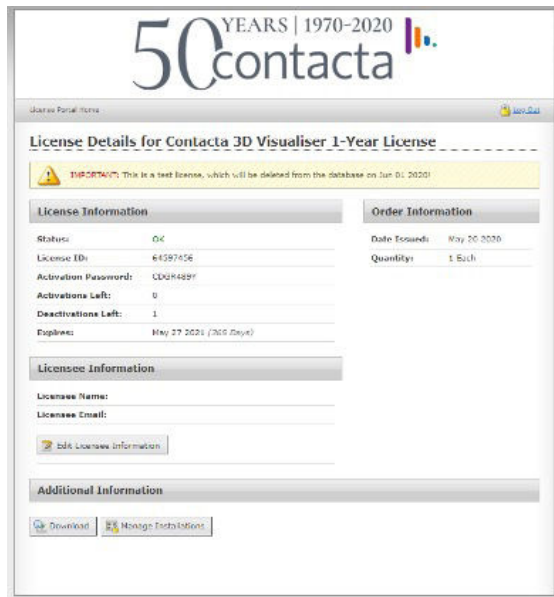 50 YEARS | 1970-2020
contacta
License Portal Home
Log Out
License Details for Contacta 3D Visualiser 1-Year License
IMPORTANT: This is a test license, which will be deleted from the database on Jun 01 2020!
License Information
Status: OK
License ID: 64597456
Activation Password:
Activations Left: 0
Deactivations Left: 1
Expires: May 27 2021 (365 Days)
Order Information
Date Issued: May 20 2020
Quantity: 1 Each
Licensee Information
Licensee Name:
Licensee Email:
Edit Licensee Information
Additional Information
Download
Manage Installations